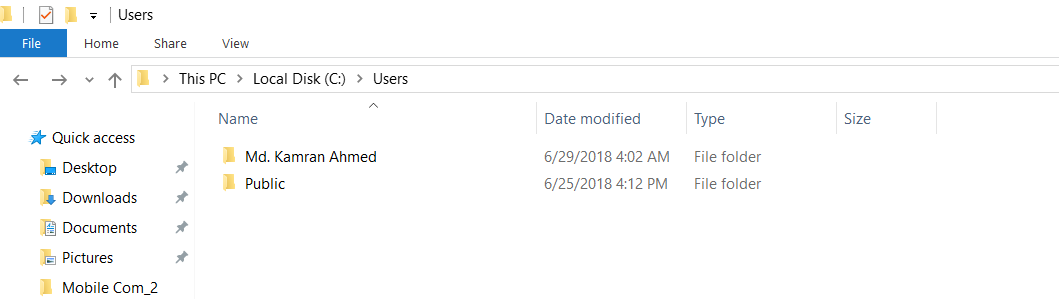 Users
File Home Share View
This PC Local Disk (C:) Users
Name Date modified Type Size
Quick access
Md. Kamran Ahmed 6/29/2018 4:02 AM File folder
Desktop
Public 6/25/2018 4:12 PM File folder
Downloads
Documents
Pictures
Mobile Com_2